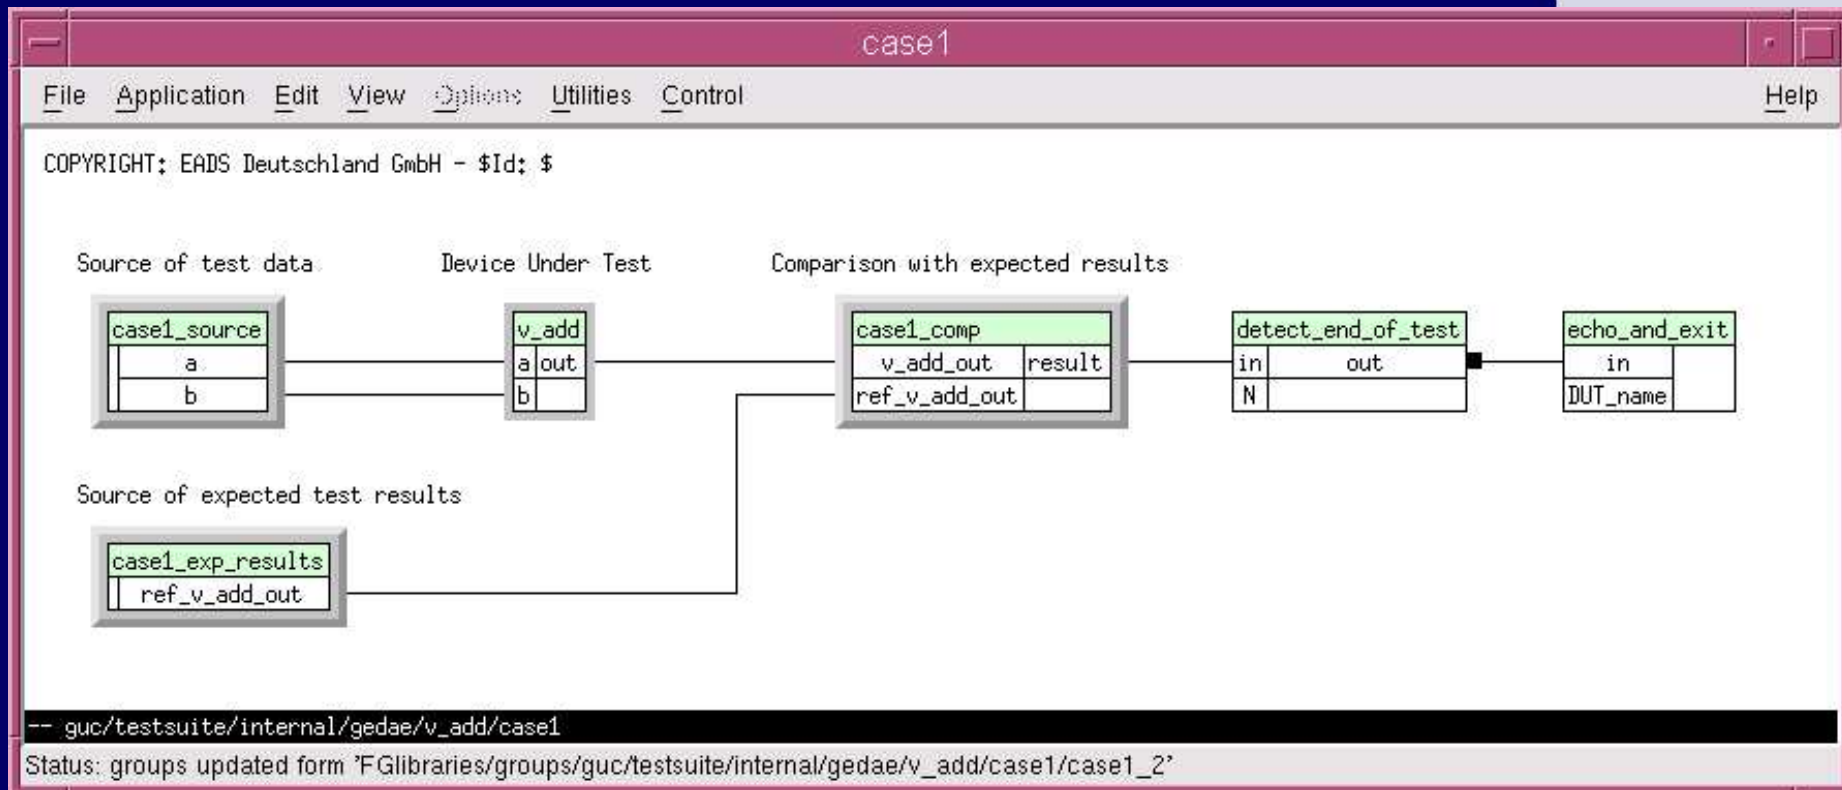 case1
File Application Edit View Options Utilities Control Help
COPYRIGHT: EADS Deutschland GmbH - $Id: $
Source of test data Device Under Test Comparison with expected results
case1_source v_add case1_comp detect_end_of_test echo_and_exit
a a out v_add_out result in out in
b b ref_v_add_out N DUT_name
Source of expected test results
case1_exp_results
ref_v_add_out
-- guc/testsuite/internal/gedae/v_add/case1
Status: groups updated form 'FGlibraries/groups/guc/testsuite/internal/gedae/v_add/case1/case1_2'